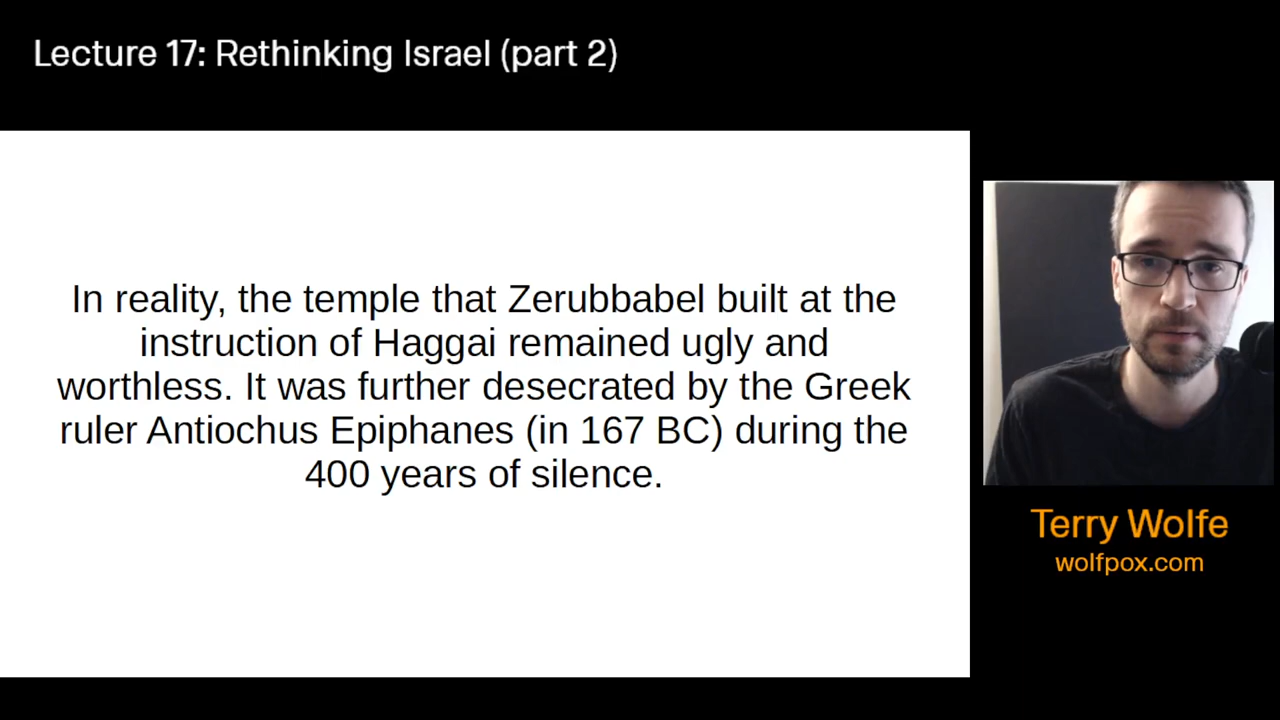 Lecture 17: Rethinking Israel (part 2)
In reality, the temple that Zerubbabel built at the
instruction of Haggai remained ugly and
worthless. It was further desecrated by the Greek
ruler Antiochus Epiphanes (in 167 BC) during the
400 years of silence.
Terry Wolfe
wolfpox.com